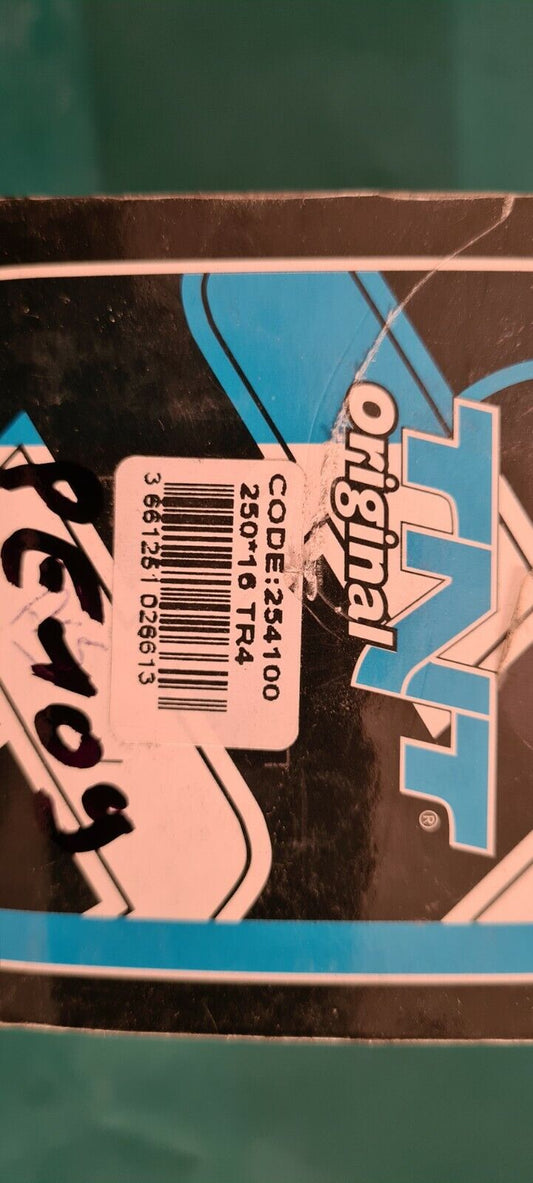 TNT ®
original
CODE:254100
250*16 TR4
3 661251 026613